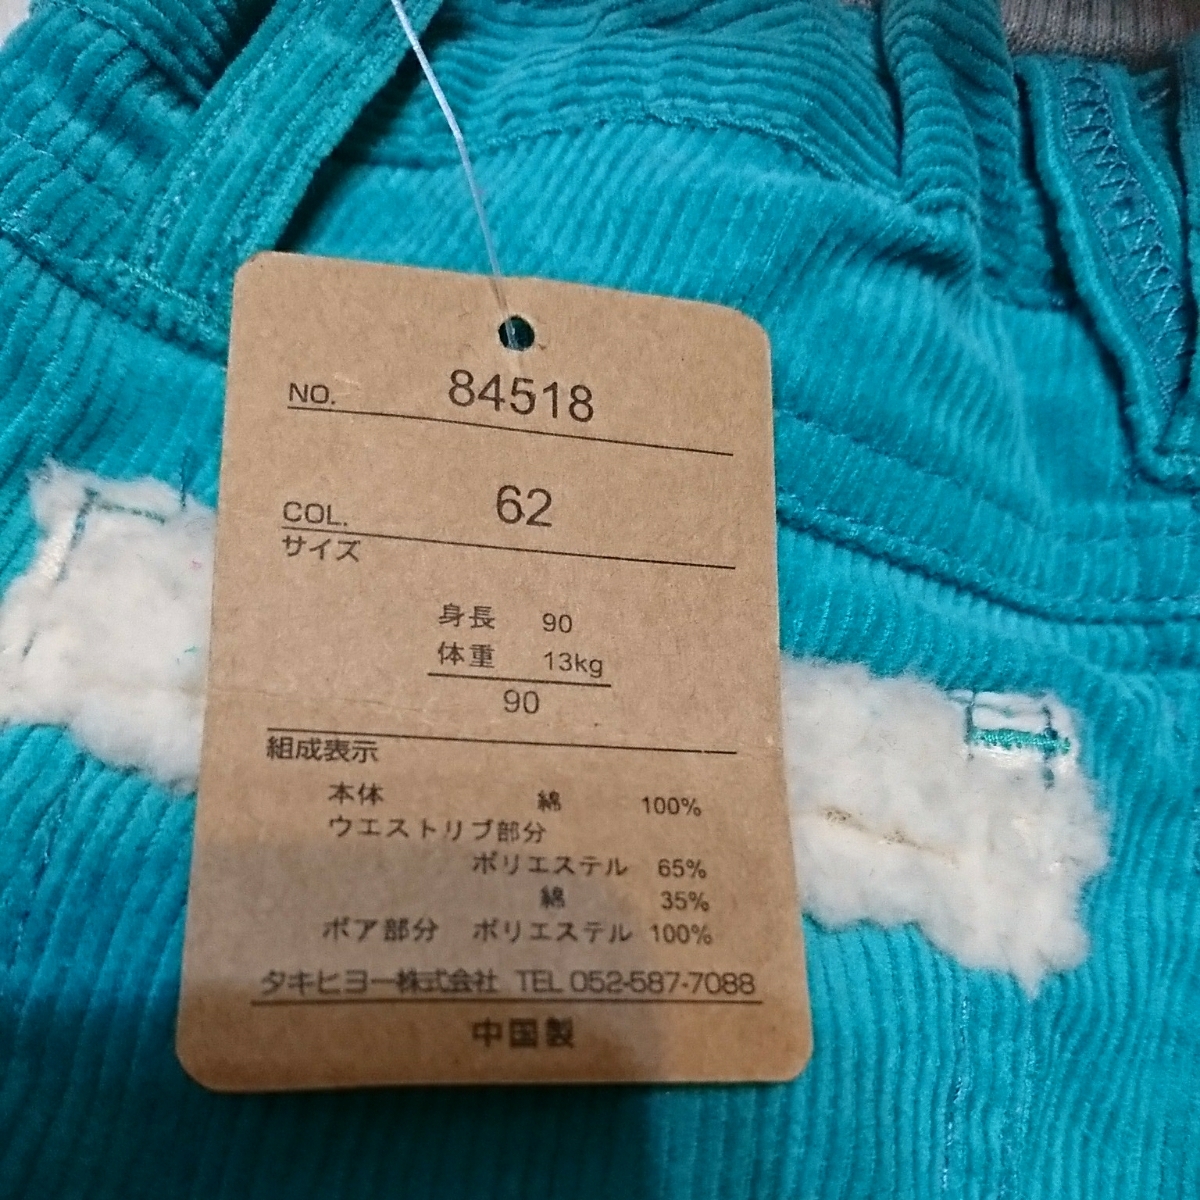 NO. 84518
COL. 62
サイズ
身長 90
体重 13kg
90
組成表示
本体 綿 100%
ウエストリブ部分
ポリエステル 65%
綿 35%
ボア部分 ポリエステル 100%
タキヒヨー株式会社 TEL 052-587-7088
中国製